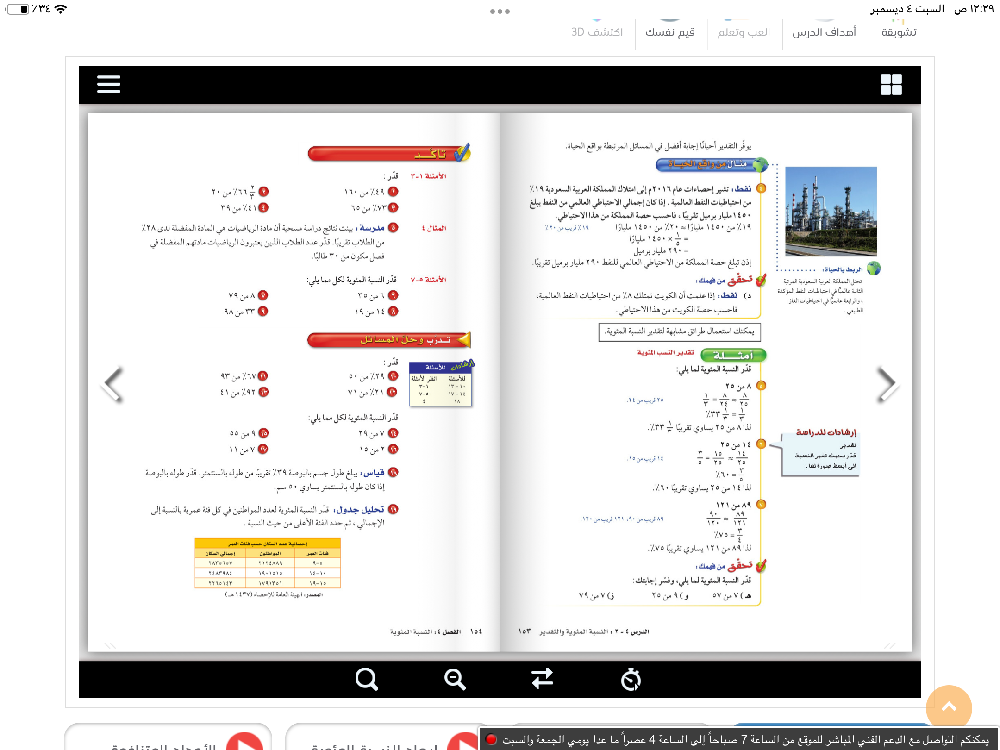 ١٢:٢٩ ص السبت ٤ ديسمبر
٣٤٪
تشويقة
أهداف الدرس
العب وتعلم
قيم نفسك
اكتشف 3D
يوفّر التقدير أحيانًا إجابة أفضل في المسائل المرتبطة بواقع الحياة.
مثال من واقع الحياة
٤ نفط: تشير إحصاءات عام ٢٠١٦م إلى امتلاك المملكة العربية السعودية ١٩٪
من احتياطيات النفط العالمية . إذا كان إجمالي الاحتياطي العالمي من النفط يبلغ
١٤٥٠ مليار برميل تقريبًا ، فاحسب حصة المملكة من هذا الاحتياطي.
١٩٪ من ١٤٥٠ مليارًا ≈ ٢٠٪ من ١٤٥٠ مليارًا ١٩٪ قريب من ٢٠٪
= ١/٥ × ١٤٥٠ مليارًا
= ٢٩٠ مليار برميل
إذن تبلغ حصة المملكة من الاحتياطي العالمي للنفط ٢٩٠ مليار برميل تقريبًا.
تحقّق من فهمك:
د) نفط: إذا علمت أن الكويت تمتلك ٨٪ من احتياطيات النفط العالمية،
فاحسب حصة الكويت من هذا الاحتياطي.
الربط بالحياة:
تحتل المملكة العربية السعودية المرتبة
الثانية عالميًّا في احتياطيات النفط المؤكدة
، والرابعة عالميًّا في احتياطيات الغاز
الطبيعي .
يمكنك استعمال طرائق مشابهة لتقدير النسبة المئوية.
أمثلة تقدير النسب المئوية
قدّر النسبة المئوية لما يلي:
٥ ٨ من ٢٥
٨/٢٥ ≈ ٨/٢٤ = ١/٣ ٢٥ قريب من ٢٤.
١/٣ = ٣٣ ١/٣٪
لذا ٨ من ٢٥ يساوي تقريبًا ٣٣ ١/٣٪.
٦ ١٤ من ٢٥
١٤/٢٥ ≈ ١٥/٢٥ = ٣/٥ ١٤ قريب من ١٥.
٣/٥ = ٦٠٪
لذا ١٤ من ٢٥ يساوي تقريبًا ٦٠٪.
إرشادات للدراسة
تقدير
قدّر بحيث تغير النسبة
إلى أبسط صورة لها.
٧ ٨٩ من ١٢١
٨٩/١٢١ ≈ ٩٠/١٢٠ ٨٩ قريب من ٩٠، ١٢١ قريب من ١٢٠.
٣/٤ = ٧٥٪
لذا ٨٩ من ١٢١ يساوي تقريبًا ٧٥٪.
تحقّق من فهمك:
قدّر النسبة المئوية لما يلي، وفسّر إجابتك:
هـ ) ٧ من ٥٧ و ) ٩ من ٢٥ ز) ٧ من ٧٩
الدرس ٤ - ٢ : النسبة المئوية والتقدير ١٥٣
تأكّد
الأمثلة ١-٣ قدّر :
١ ٤٩٪ من ١٦٠ ٢ ٦٦ ٢/٣٪ من ٢٠
٣ ٧٣٪ من ٦٥ ٤ ٤١٪ من ٣٩
المثال ٤ ٥ مدرسة : بينت نتائج دراسة مسحية أن مادة الرياضيات هي المادة المفضلة لدى ٢٨٪
من الطلاب تقريبًا. قدّر عدد الطلاب الذين يعتبرون الرياضيات مادتهم المفضلة في
فصل مكون من ٣٠ طالبًا.
الأمثلة ٥-٧ قدّر النسبة المئوية لكل مما يلي:
٦ ٦ من ٣٥ ٧ ٨ من ٧٩
٨ ١٤ من ١٩ ٩ ٣٣ من ٩٨
تدرَّب وحلّ المسائل
إرشادات للأسئلة
للأسئلة انظر الأمثلة
١٠ - ١٣ ١-٣
١٤ - ١٧ ٥-٧
١٨ ٤
قدّر :
١٠ ٢٩٪ من ٥٠ ١١ ٦٧٪ من ٩٣
١٢ ٢١٪ من ٧١ ١٣ ٩٢٪ من ٤١
قدّر النسبة المئوية لكل مما يلي:
١٤ ٧ من ٢٩ ١٥ ٩ من ٥٥
١٦ ٢ من ١٥ ١٧ ٧ من ١١
١٨ قياس: يبلغ طول جسم بالبوصة ٣٩٪ تقريبًا من طوله بالسنتمتر. قدّر طوله بالبوصة
إذا كان طوله بالسنتمتر يساوي ٥٠ سم.
١٩ تحليل جدول: قدّر النسبة المئوية لعدد المواطنين في كل فئة عمرية بالنسبة إلى
الإجمالي ، ثم حدد الفئة الأعلى من حيث النسبة .
إحصائية عدد السكان حسب فئات العمر
فئات العمر المواطنون إجمالي السكان
٥-٩ ٢١٢٤٨٨٩ ٢٨٣٥٦٥٧
١٠-١٤ ١٩٠١٥١٥ ٢٤٨٣٩٨٤
١٥-١٩ ١٧٩١٣٥١ ٢٢٦٥١٤٣
المصدر: الهيئة العامة للإحصاء (١٤٣٧ هـ)
١٥٤ الفصل ٤: النسبة المئوية
يمكنكم التواصل مع الدعم الفني المباشر للموقع من الساعة 7 صباحاً إلى الساعة 4 عصراً ما عدا يومي الجمعة والسبت
إيجاد النسبة المئوية
الأعداد المتناغمة